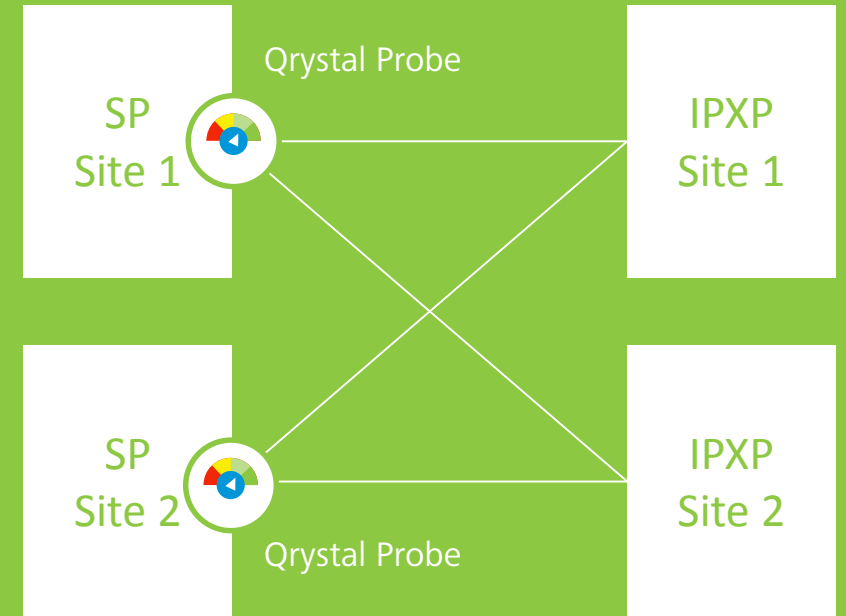 Qrystal Probe
SP
Site 1
IPXP
Site 1
SP
Site 2
IPXP
Site 2
Qrystal Probe